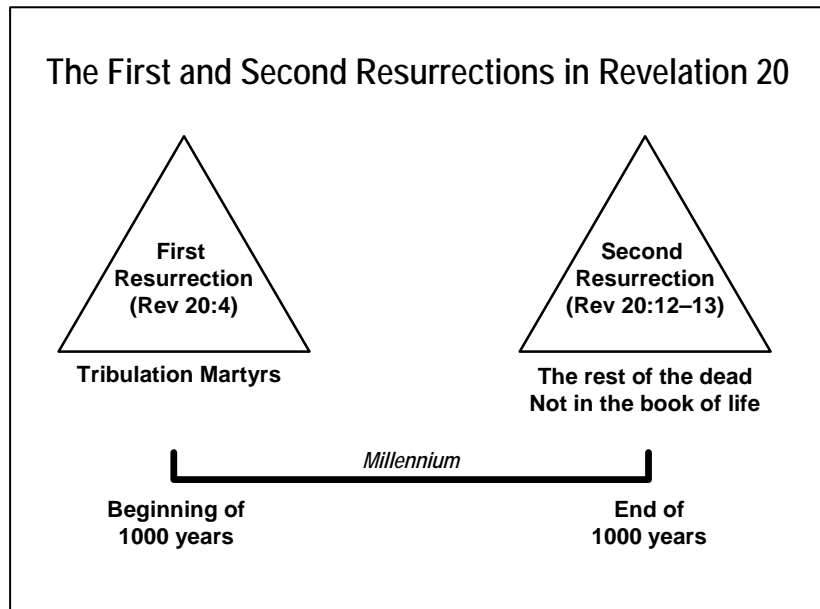 The First and Second Resurrections in Revelation 20
First
Resurrection
(Rev 20:4)
Second
Resurrection
(Rev 20:12–13)
Tribulation Martyrs
The rest of the dead
Not in the book of life
Millennium
Beginning of
1000 years
End of
1000 years